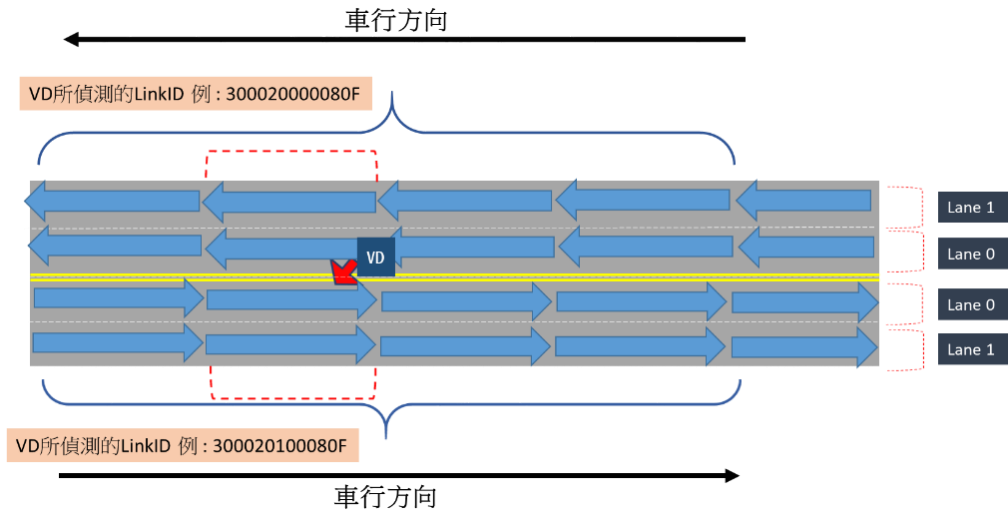 車行方向
VD所偵測的LinkID 例 : 300020000080F
Lane 1
VD
Lane 0
Lane 0
Lane 1
VD所偵測的LinkID 例 : 300020100080F
車行方向